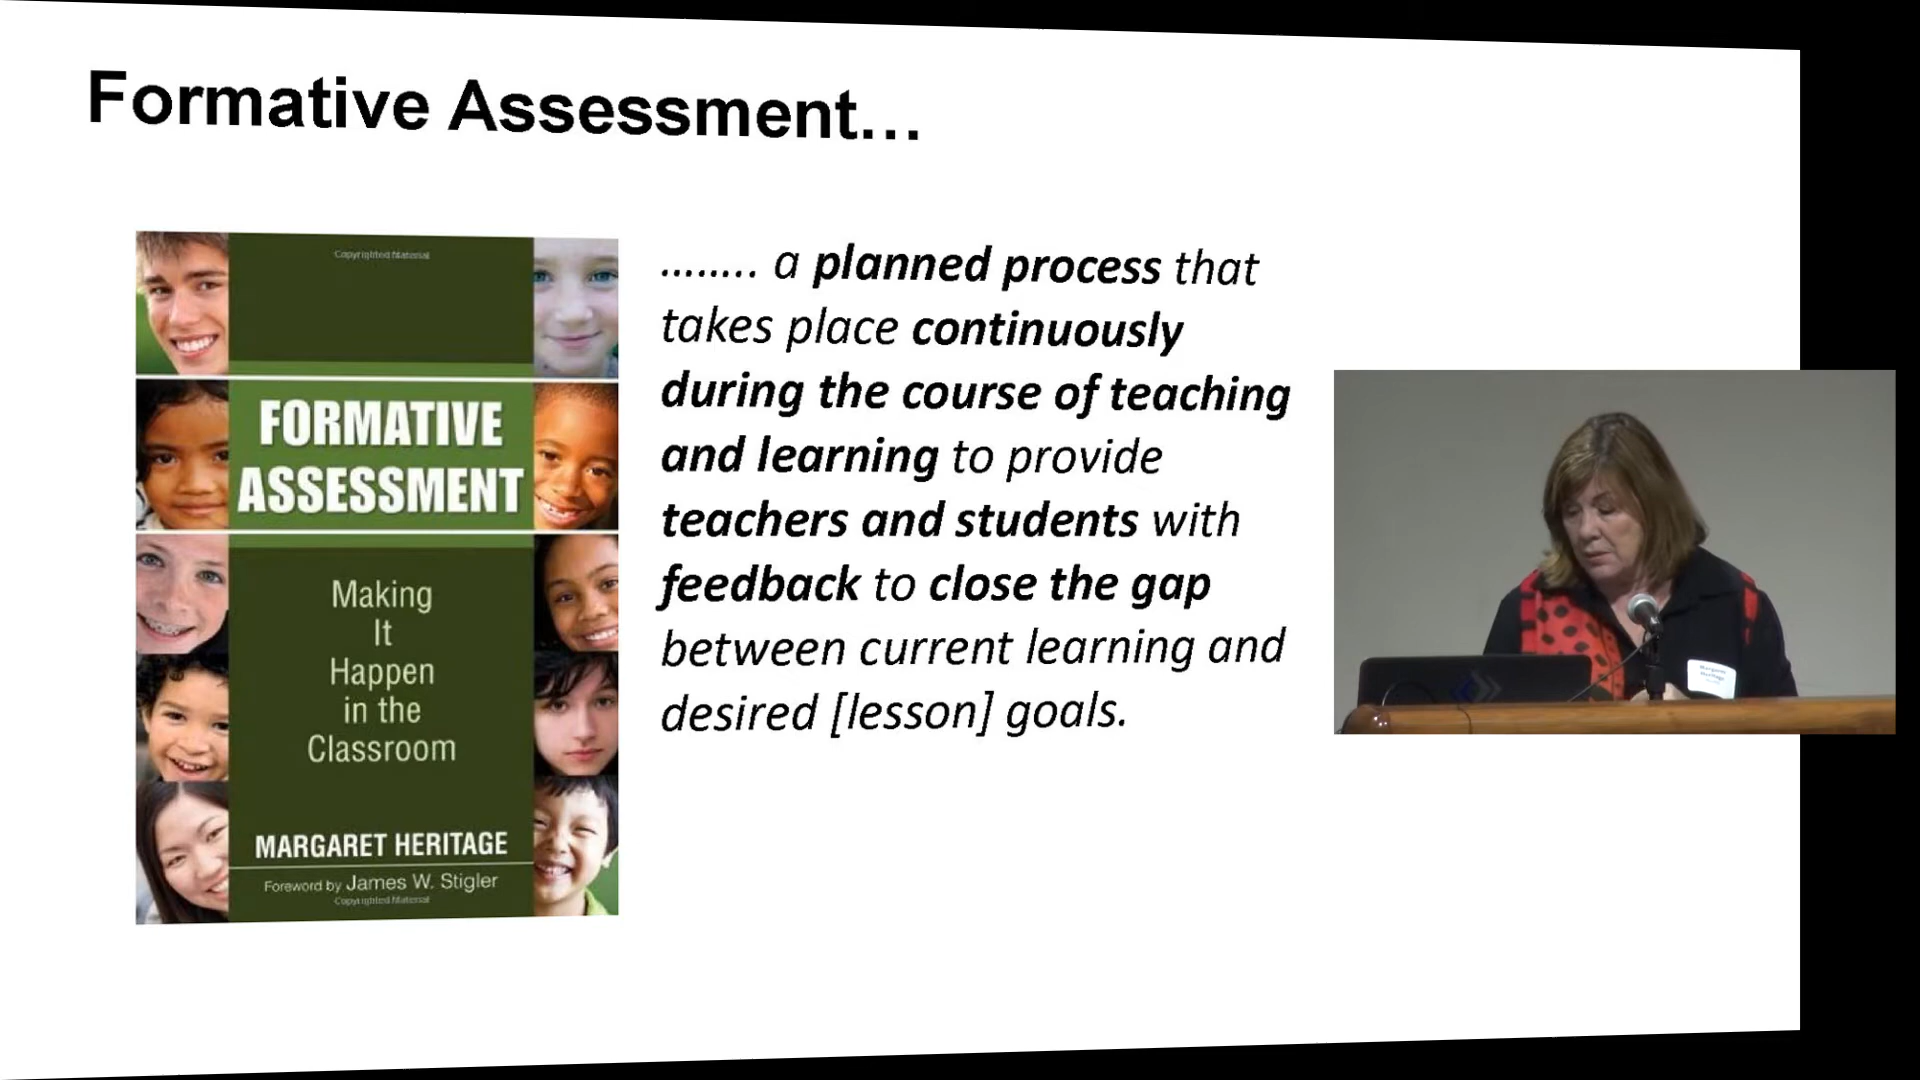 Formative Assessment...
Copyrighted Material
FORMATIVE
ASSESSMENT
Making
It
Happen
in the
Classroom
MARGARET HERITAGE
Foreword by James W. Stigler
Copyrighted Material
........ a planned process that
takes place continuously
during the course of teaching
and learning to provide
teachers and students with
feedback to close the gap
between current learning and
desired [lesson] goals.
Margaret
Heritage